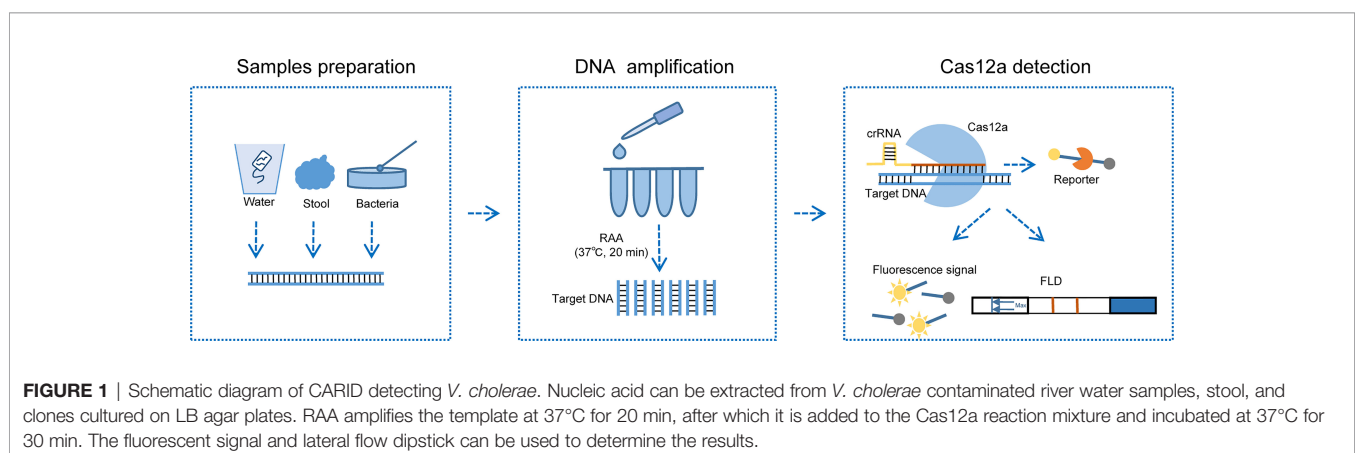 Samples preparation
Water
Stool
Bacteria
DNA amplification
RAA
(37℃, 20 min)
Target DNA
Cas12a detection
crRNA
Cas12a
Target DNA
Reporter
Fluorescence signal
FLD
Max
FIGURE 1 | Schematic diagram of CARID detecting V. cholerae. Nucleic acid can be extracted from V. cholerae contaminated river water samples, stool, and
clones cultured on LB agar plates. RAA amplifies the template at 37°C for 20 min, after which it is added to the Cas12a reaction mixture and incubated at 37°C for
30 min. The fluorescent signal and lateral flow dipstick can be used to determine the results.